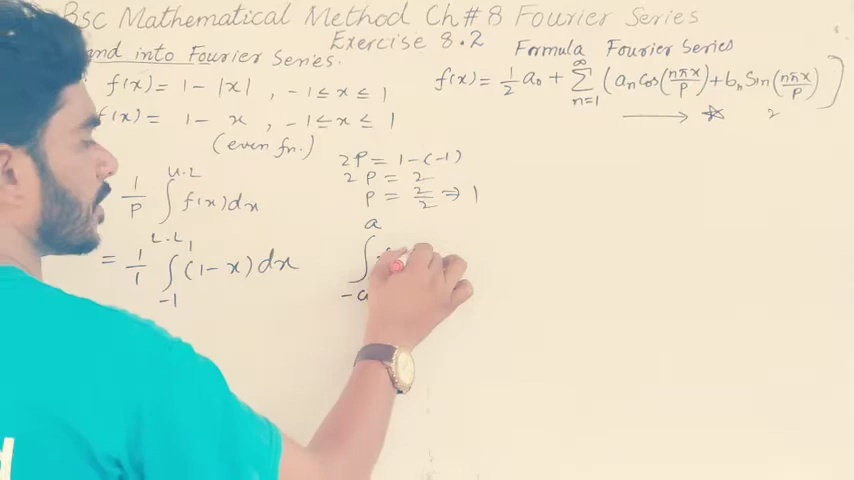 Bsc Mathematical Method Ch#8 Fourier Series
Exercise 8.2
and into Fourier Series.
Formula Fourier Series
f(x) = 1 - |x| , -1 ≤ x ≤ 1
f(x) = 1/2 a₀ + ∞ Σ n=1 (aₙ Cos(nπx/P) + bₙ Sin(nπx/P))
⟶ ☆
f(x) = 1 - x , -1 ≤ x ≤ 1
(even fn.)
2P = 1-(-1)
2P = 2
P = 2/2 ⇒ 1
1/P ∫ U.L L.L f(x) dx
= 1/1 ∫ 1 -1 (1-x) dx
∫ a -a